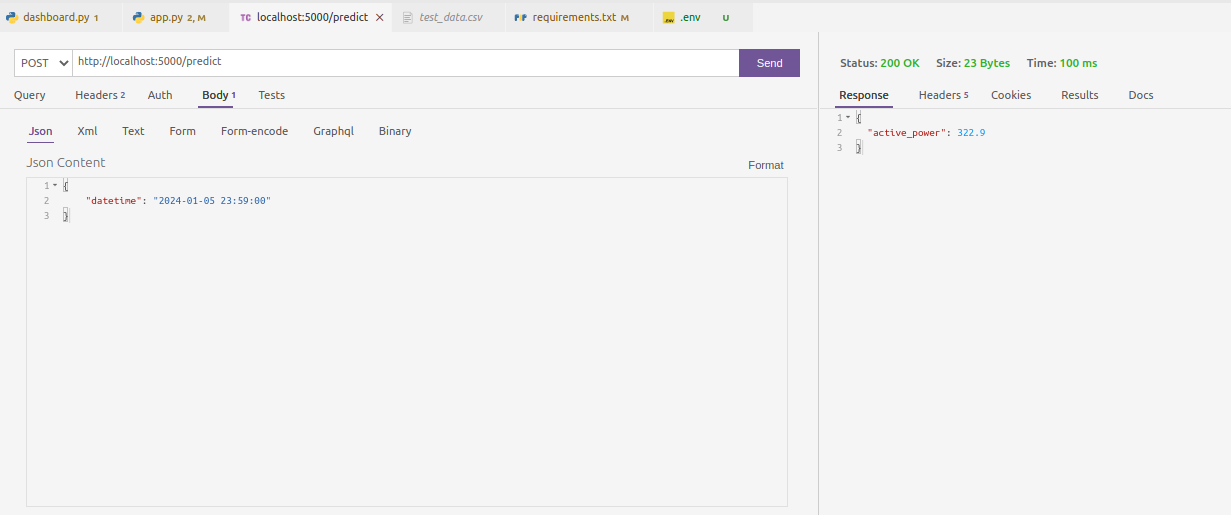 dashboard.py 1 app.py 2, M TC localhost:5000/predict × test_data.csv requirements.txt M .env U
POST http://localhost:5000/predict Send
Status: 200 OK Size: 23 Bytes Time: 100 ms
Query Headers 2 Auth Body 1 Tests
Response Headers 5 Cookies Results Docs
Json Xml Text Form Form-encode Graphql Binary
Json Content Format
1 {
2 "datetime": "2024-01-05 23:59:00"
3 }
1 {
2 "active_power": 322.9
3 }